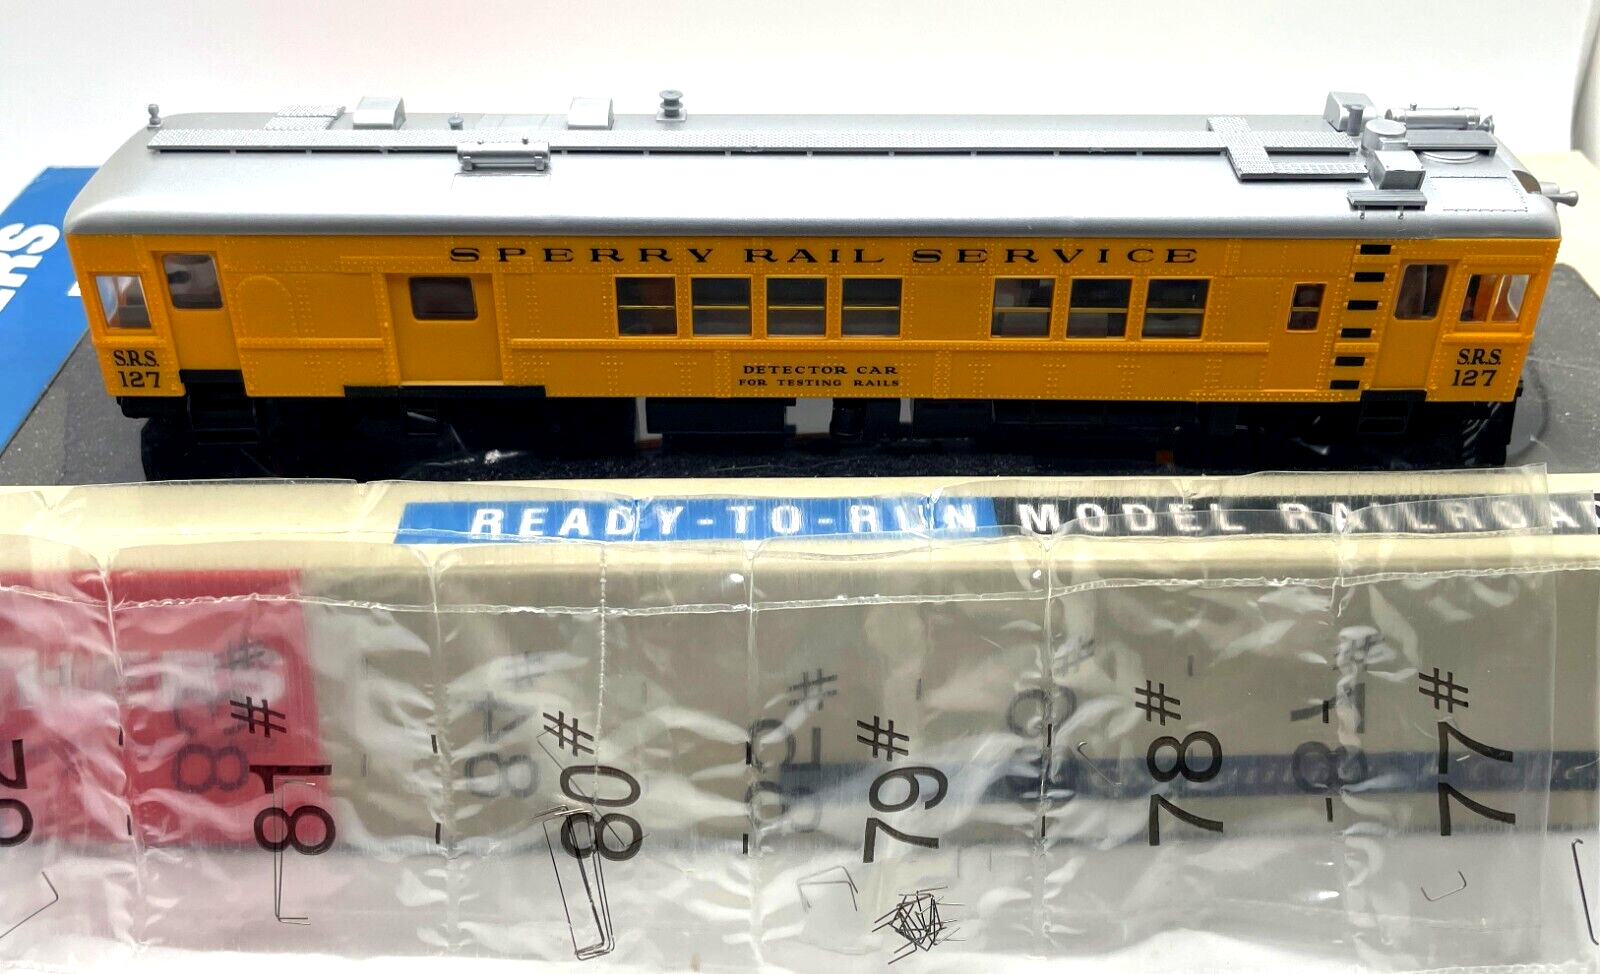 SPERRY RAIL SERVICE
S.R.S.
127
DETECTOR CAR
FOR TESTING RAILS
S.R.S.
127
READY-TO-RUN MODEL RAILROA
#81
#80
#79
#78
#77